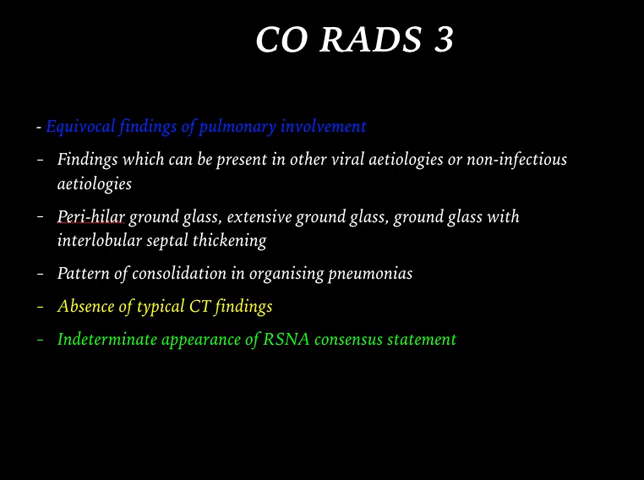 CO RADS 3
- Equivocal findings of pulmonary involvement
- Findings which can be present in other viral aetiologies or non-infectious
aetiologies
- Peri-hilar ground glass, extensive ground glass, ground glass with
interlobular septal thickening
- Pattern of consolidation in organising pneumonias
- Absence of typical CT findings
- Indeterminate appearance of RSNA consensus statement